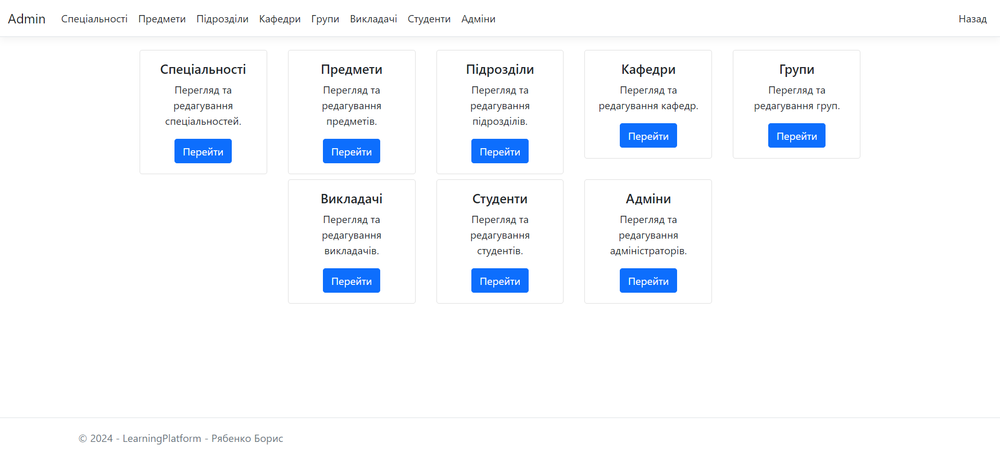 Admin Спеціальності Предмети Підрозділи Кафедри Групи Викладачі Студенти Адміни Назад
Спеціальності
Перегляд та
редагування
спеціальностей.
Перейти
Предмети
Перегляд та
редагування
предметів.
Перейти
Підрозділи
Перегляд та
редагування
підрозділів.
Перейти
Кафедри
Перегляд та
редагування кафедр.
Перейти
Групи
Перегляд та
редагування груп.
Перейти
Викладачі
Перегляд та
редагування
викладачів.
Перейти
Студенти
Перегляд та
редагування
студентів.
Перейти
Адміни
Перегляд та
редагування
адміністраторів.
Перейти
© 2024 - LearningPlatform - Рябенко Борис